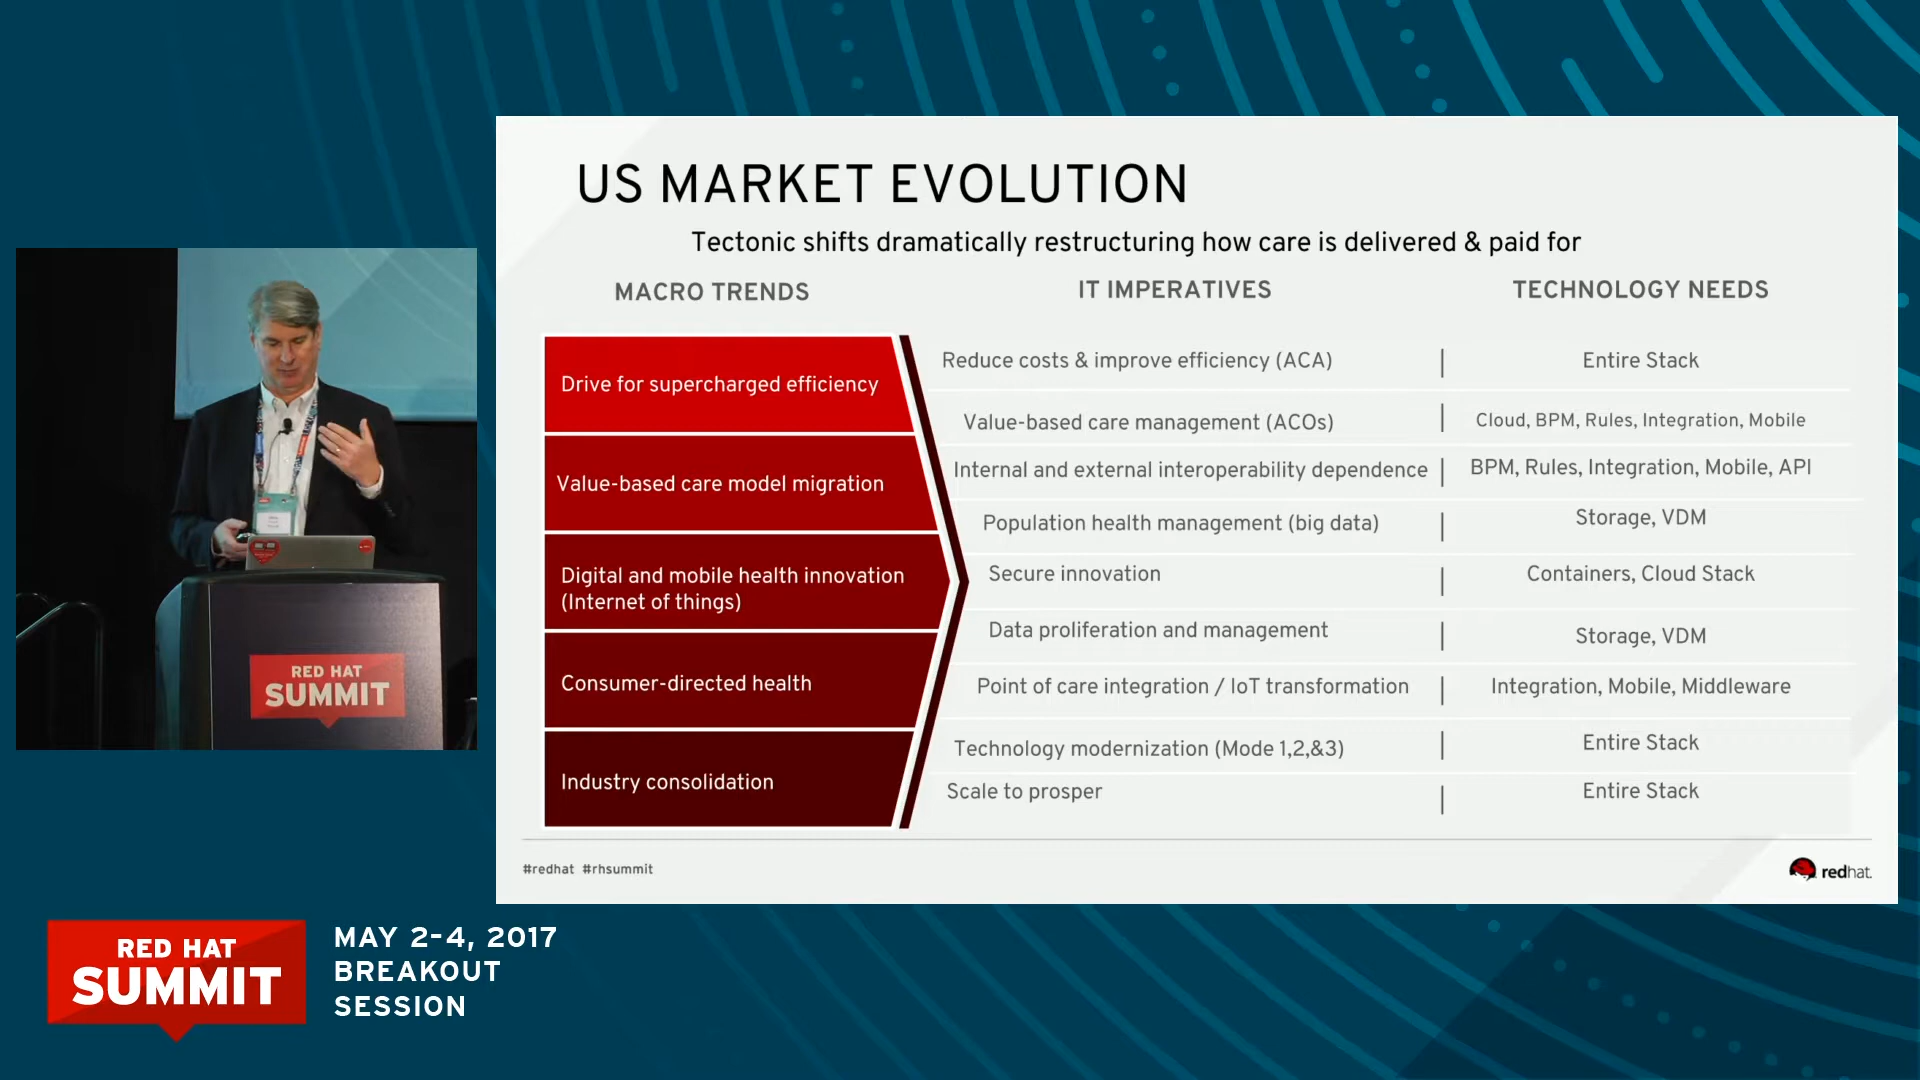 US MARKET EVOLUTION
Tectonic shifts dramatically restructuring how care is delivered & paid for
MACRO TRENDS
IT IMPERATIVES
TECHNOLOGY NEEDS
Drive for supercharged efficiency
Value-based care model migration
Digital and mobile health innovation
(Internet of things)
Consumer-directed health
Industry consolidation
Reduce costs & improve efficiency (ACA) | Entire Stack
Value-based care management (ACOs) | Cloud, BPM, Rules, Integration, Mobile
Internal and external interoperability dependence | BPM, Rules, Integration, Mobile, API
Population health management (big data) | Storage, VDM
Secure innovation | Containers, Cloud Stack
Data proliferation and management | Storage, VDM
Point of care integration / IoT transformation | Integration, Mobile, Middleware
Technology modernization (Mode 1,2,&3) | Entire Stack
Scale to prosper | Entire Stack
#redhat #rhsummit
redhat.
RED HAT
SUMMIT
RED HAT
SUMMIT
MAY 2-4, 2017
BREAKOUT
SESSION